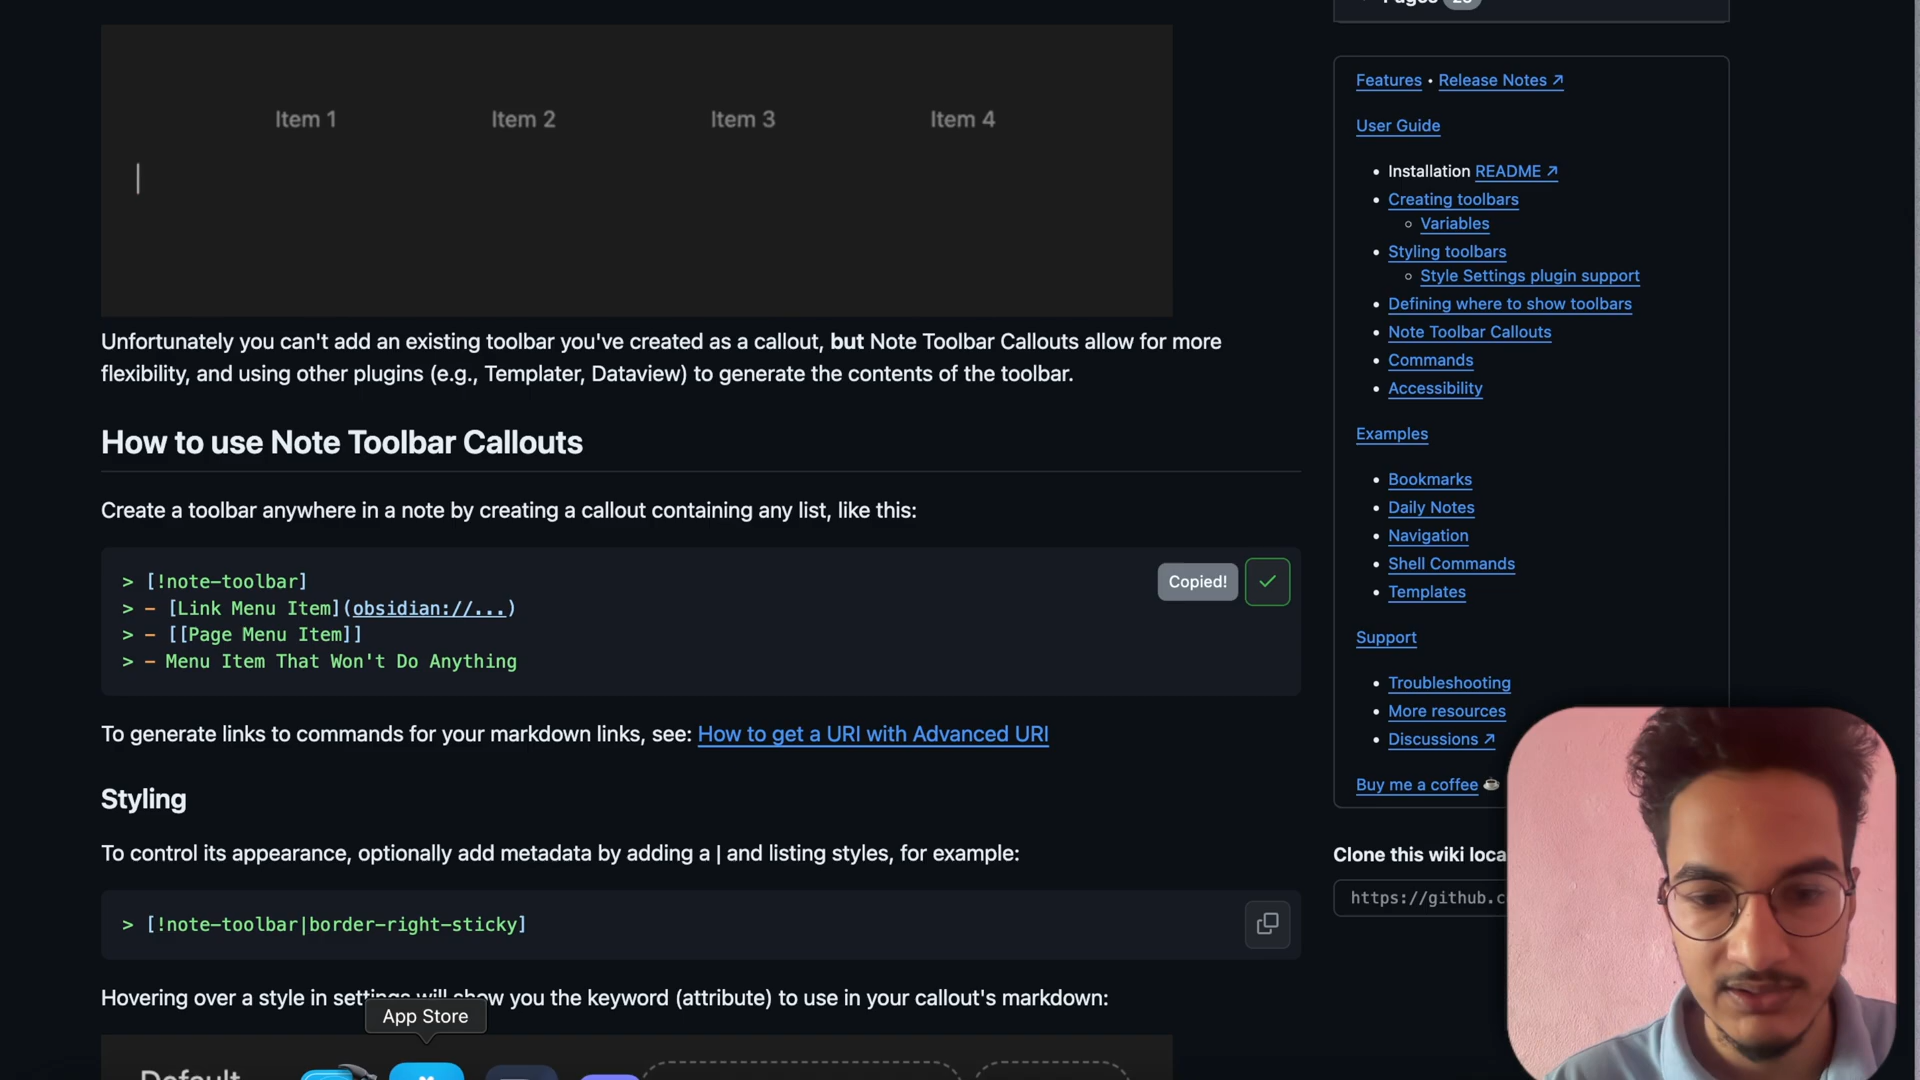 Pages 26
Item 1 Item 2 Item 3 Item 4
Unfortunately you can't add an existing toolbar you've created as a callout, but Note Toolbar Callouts allow for more
flexibility, and using other plugins (e.g., Templater, Dataview) to generate the contents of the toolbar.
How to use Note Toolbar Callouts
Create a toolbar anywhere in a note by creating a callout containing any list, like this:
> [!note-toolbar]
> - [Link Menu Item](obsidian://...)
> - [[Page Menu Item]]
> - Menu Item That Won't Do Anything
Copied!
To generate links to commands for your markdown links, see: How to get a URI with Advanced URI
Styling
To control its appearance, optionally add metadata by adding a | and listing styles, for example:
> [!note-toolbar|border-right-sticky]
Hovering over a style in settings will show you the keyword (attribute) to use in your callout's markdown:
App Store
Default
Features • Release Notes ↗
User Guide
• Installation README ↗
• Creating toolbars
◦ Variables
• Styling toolbars
◦ Style Settings plugin support
• Defining where to show toolbars
• Note Toolbar Callouts
• Commands
• Accessibility
Examples
• Bookmarks
• Daily Notes
• Navigation
• Shell Commands
• Templates
Support
• Troubleshooting
• More resources
• Discussions ↗
Buy me a coffee ☕
Clone this wiki loca
https://github.c